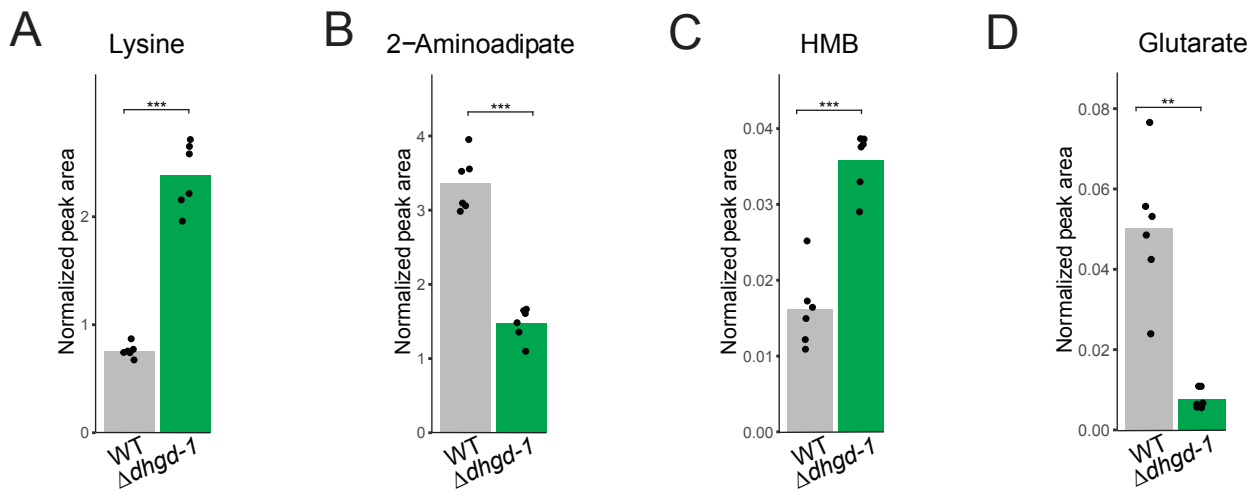 A
Lysine
Normalized peak area
2
1
0
***
WT
Δdhgd-1
B
2−Aminoadipate
Normalized peak area
4
3
2
1
0
***
WT
Δdhgd-1
C
HMB
Normalized peak area
0.04
0.03
0.02
0.01
0.00
***
WT
Δdhgd-1
D
Glutarate
Normalized peak area
0.08
0.06
0.04
0.02
0.00
**
WT
Δdhgd-1